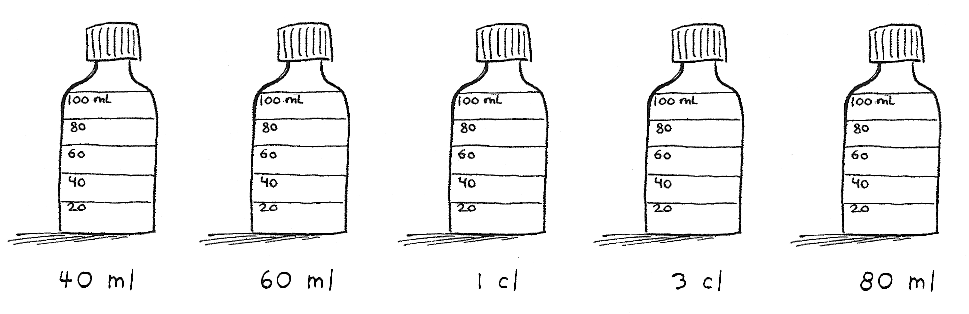 100 mL 100 mL 100 mL 100 mL 100 mL
80 80 80 80 80
60 60 60 60 60
40 40 40 40 40
20 20 20 20 20
40 ml 60 ml 1 cl 3 cl 80 ml